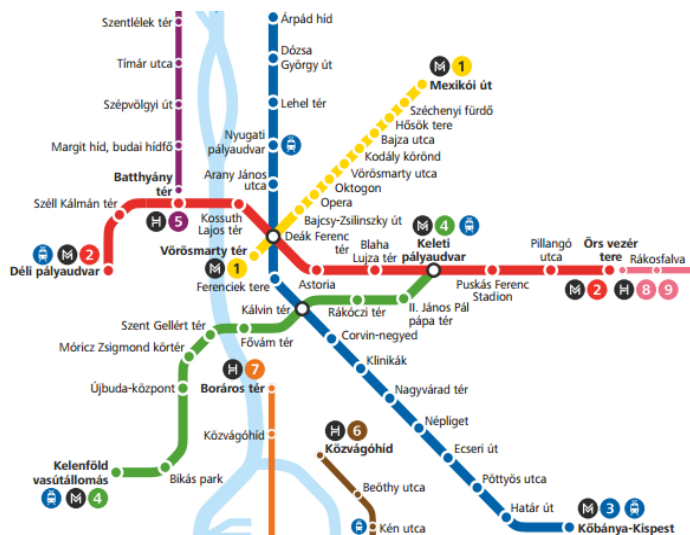 Szentlélek tér
Árpád híd
Tímár utca
Dózsa
György út
M 1
Mexikói út
Szépvölgyi út
Lehel tér
Széchenyi fürdő
Hősök tere
Bajza utca
Kodály körönd
Vörösmarty utca
Oktogon
Opera
Bajcsy-Zsilinszky út
Margit híd, budai hídfő
Nyugati
pályaudvar
Batthyány
tér
Arany János
utca
Széll Kálmán tér
H 5
Kossuth
Lajos tér
Deák Ferenc
tér
M 2
Déli pályaudvar
Vörösmarty tér
M 1
Ferenciek tere
Astoria
Blaha
Lujza tér
M 4
Keleti
pályaudvar
Puskás Ferenc
Stadion
Pillangó
utca
Örs vezér
tere
M 2
H 8 9
Rákosfalva
Kálvin tér
Rákóczi tér
II. János Pál
pápa tér
Szent Gellért tér
Fővám tér
Móricz Zsigmond körtér
Újbuda-központ
Bikás park
Kelenföld
vasútállomás
M 4
Corvin-negyed
Klinikák
Nagyvárad tér
Népliget
Ecseri út
Pöttyös utca
Határ út
M 3
Kőbánya-Kispest
H 7
Boráros tér
Közvágóhíd
H 6
Közvágóhíd
Beöthy utca
Kén utca